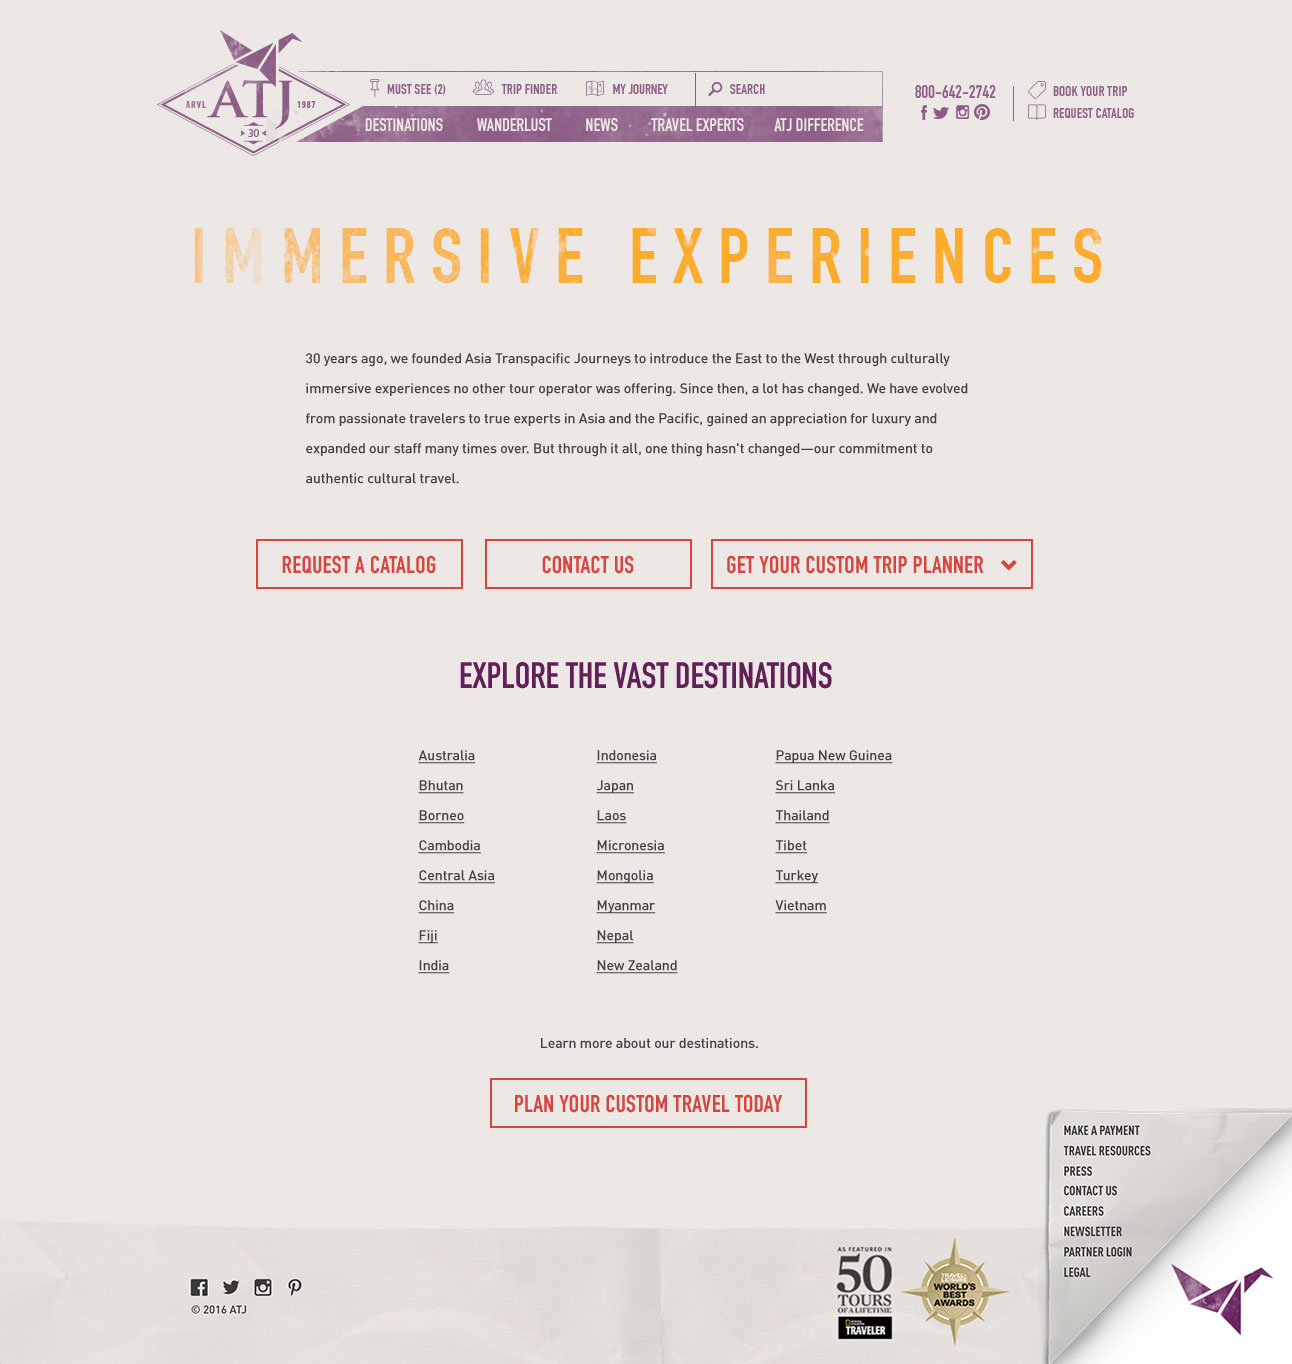 ARVL ATJ 1987
30
MUST SEE (2) TRIP FINDER MY JOURNEY SEARCH
DESTINATIONS WANDERLUST NEWS TRAVEL EXPERTS ATJ DIFFERENCE
800-642-2742
BOOK YOUR TRIP
REQUEST CATALOG
IMMERSIVE EXPERIENCES
30 years ago, we founded Asia Transpacific Journeys to introduce the East to the West through culturally
immersive experiences no other tour operator was offering. Since then, a lot has changed. We have evolved
from passionate travelers to true experts in Asia and the Pacific, gained an appreciation for luxury and
expanded our staff many times over. But through it all, one thing hasn't changed—our commitment to
authentic cultural travel.
REQUEST A CATALOG
CONTACT US
GET YOUR CUSTOM TRIP PLANNER
EXPLORE THE VAST DESTINATIONS
Australia
Bhutan
Borneo
Cambodia
Central Asia
China
Fiji
India
Indonesia
Japan
Laos
Micronesia
Mongolia
Myanmar
Nepal
New Zealand
Papua New Guinea
Sri Lanka
Thailand
Tibet
Turkey
Vietnam
Learn more about our destinations.
PLAN YOUR CUSTOM TRAVEL TODAY
MAKE A PAYMENT
TRAVEL RESOURCES
PRESS
CONTACT US
CAREERS
NEWSLETTER
PARTNER LOGIN
LEGAL
© 2016 ATJ
AS FEATURED IN
50
TOURS
OF A LIFETIME
NATIONAL GEOGRAPHIC
TRAVELER
TRAVEL+
LEISURE
WORLD'S
BEST
AWARDS